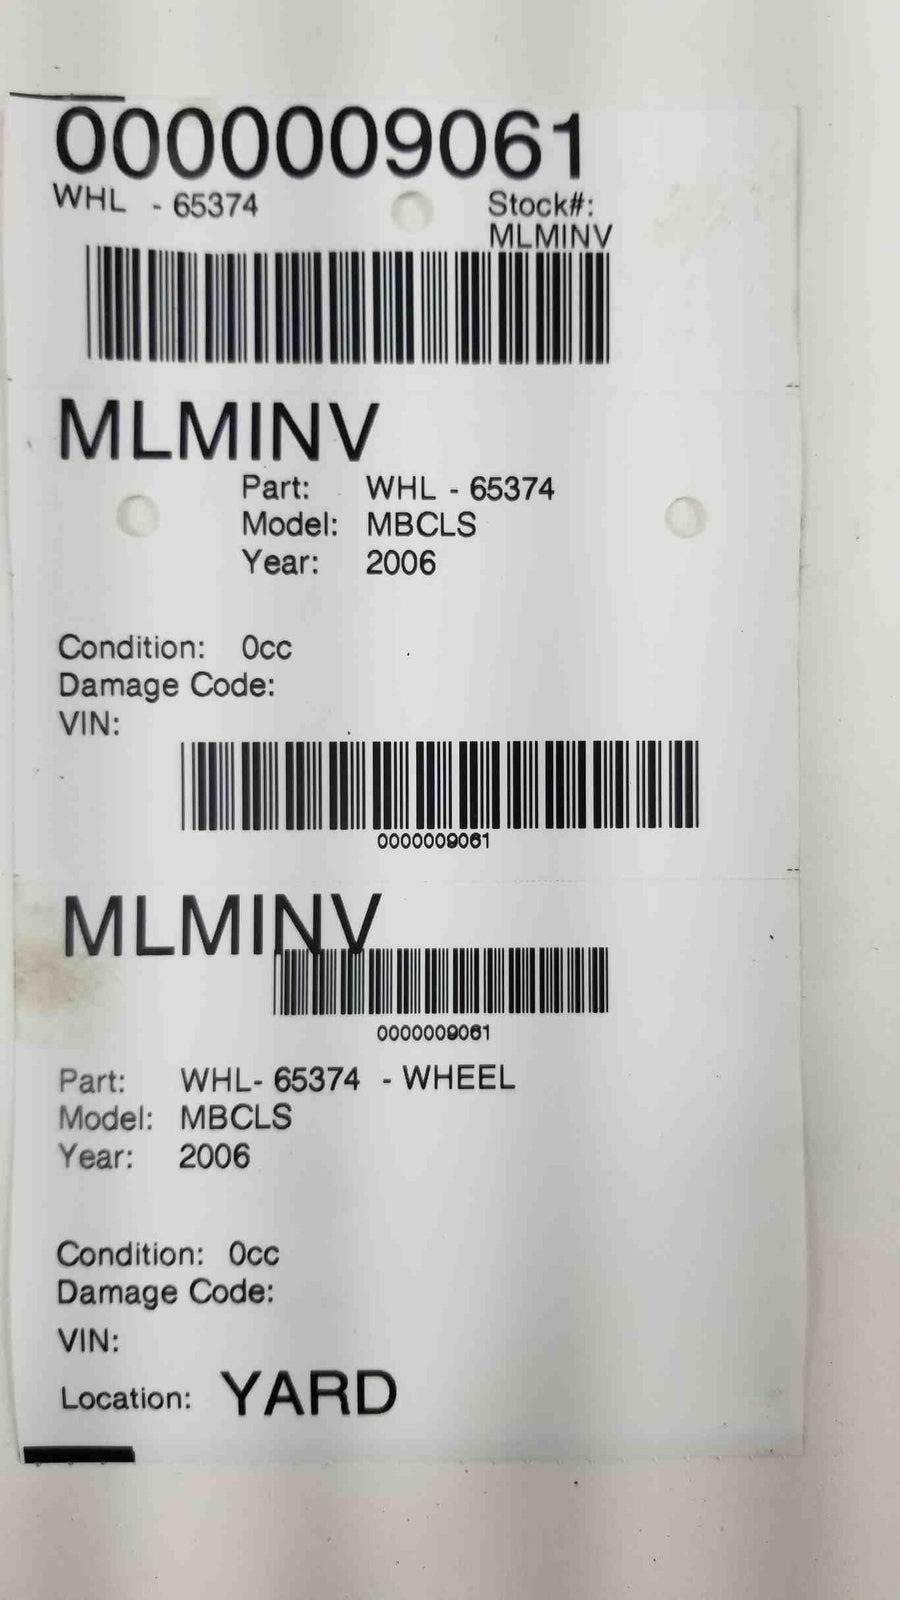 0000009061
WHL - 65374
Stock#:
MLMINV
MLMINV
Part: WHL - 65374
Model: MBCLS
Year: 2006
Condition: 0cc
Damage Code:
VIN:
0000009061
MLMINV
0000009061
Part: WHL- 65374 - WHEEL
Model: MBCLS
Year: 2006
Condition: 0cc
Damage Code:
VIN:
Location: YARD